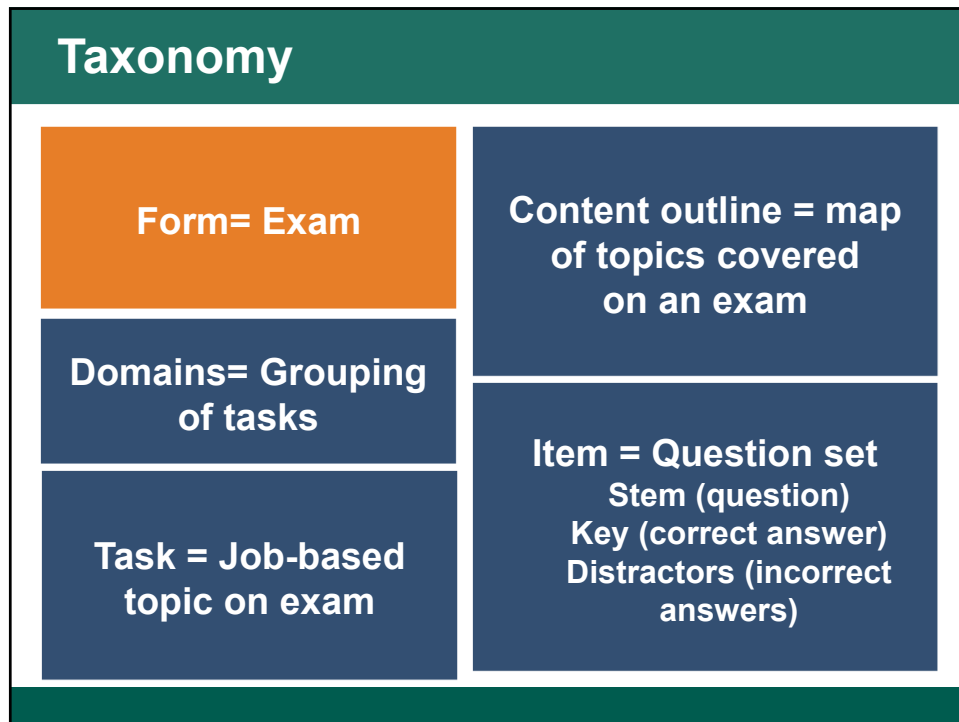 Taxonomy
Form= Exam
Domains= Grouping
of tasks
Task = Job-based
topic on exam
Content outline = map
of topics covered
on an exam
Item = Question set
Stem (question)
Key (correct answer)
Distractors (incorrect
answers)